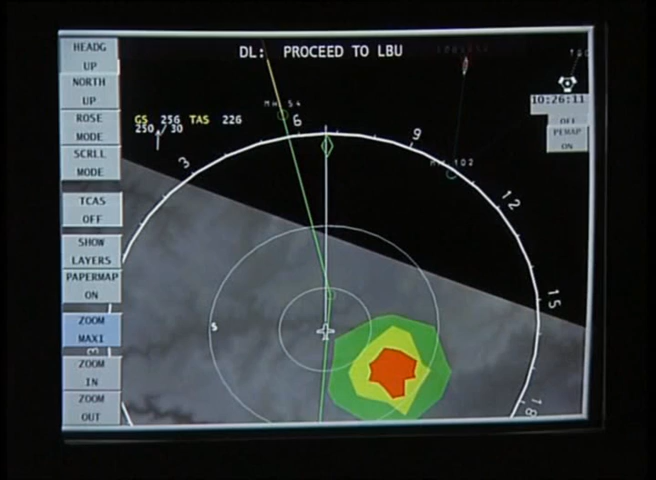 DL: PROCEED TO LBU
HEADG
UP
NORTH
UP
ROSE
MODE
SCRLL
MODE
TCAS
OFF
SHOW
LAYERS
PAPERMAP
ON
ZOOM
MAXI
ZOOM
IN
ZOOM
OUT
GS 256 TAS 226
250 / 30
54
102
10:26:11
OFF
PEMAP
ON
3
6
9
12
15
18
S